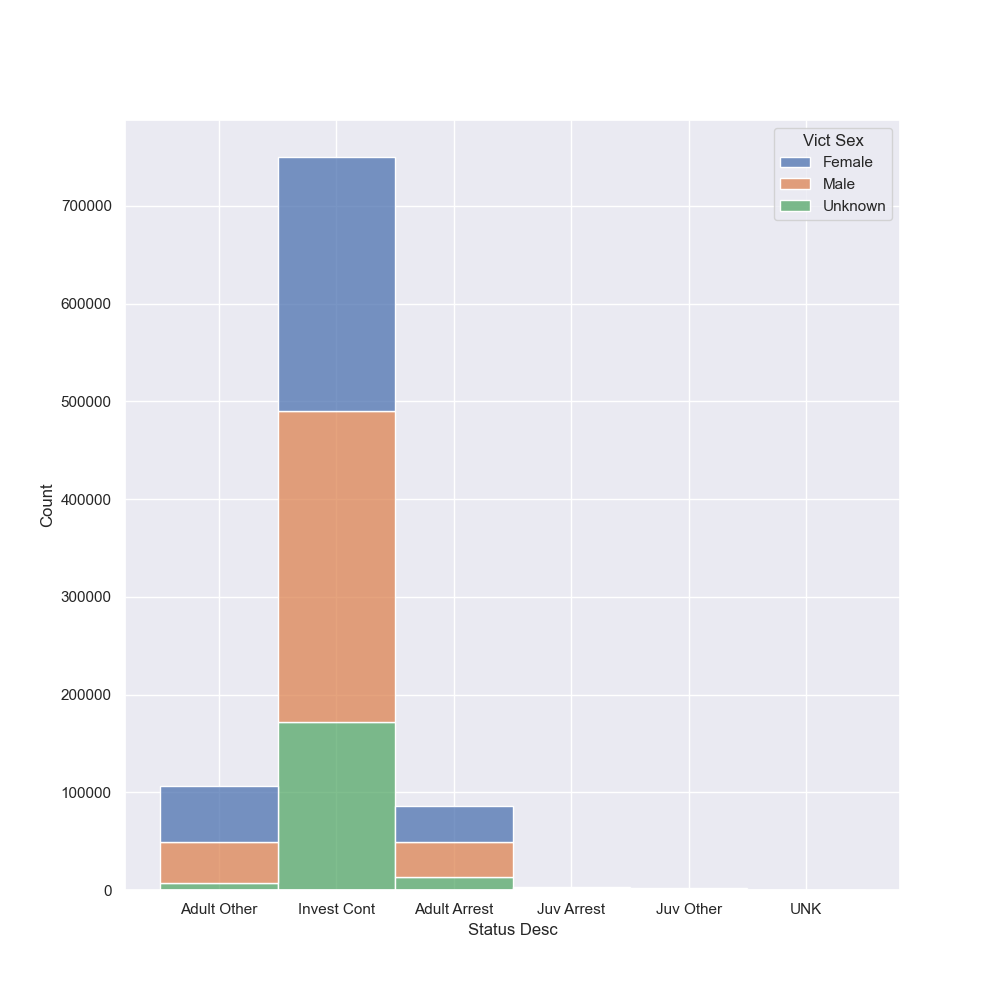 Vict Sex
Female
Male
Unknown
700000
600000
500000
400000
300000
200000
100000
0
Count
Adult Other Invest Cont Adult Arrest Juv Arrest Juv Other UNK
Status Desc